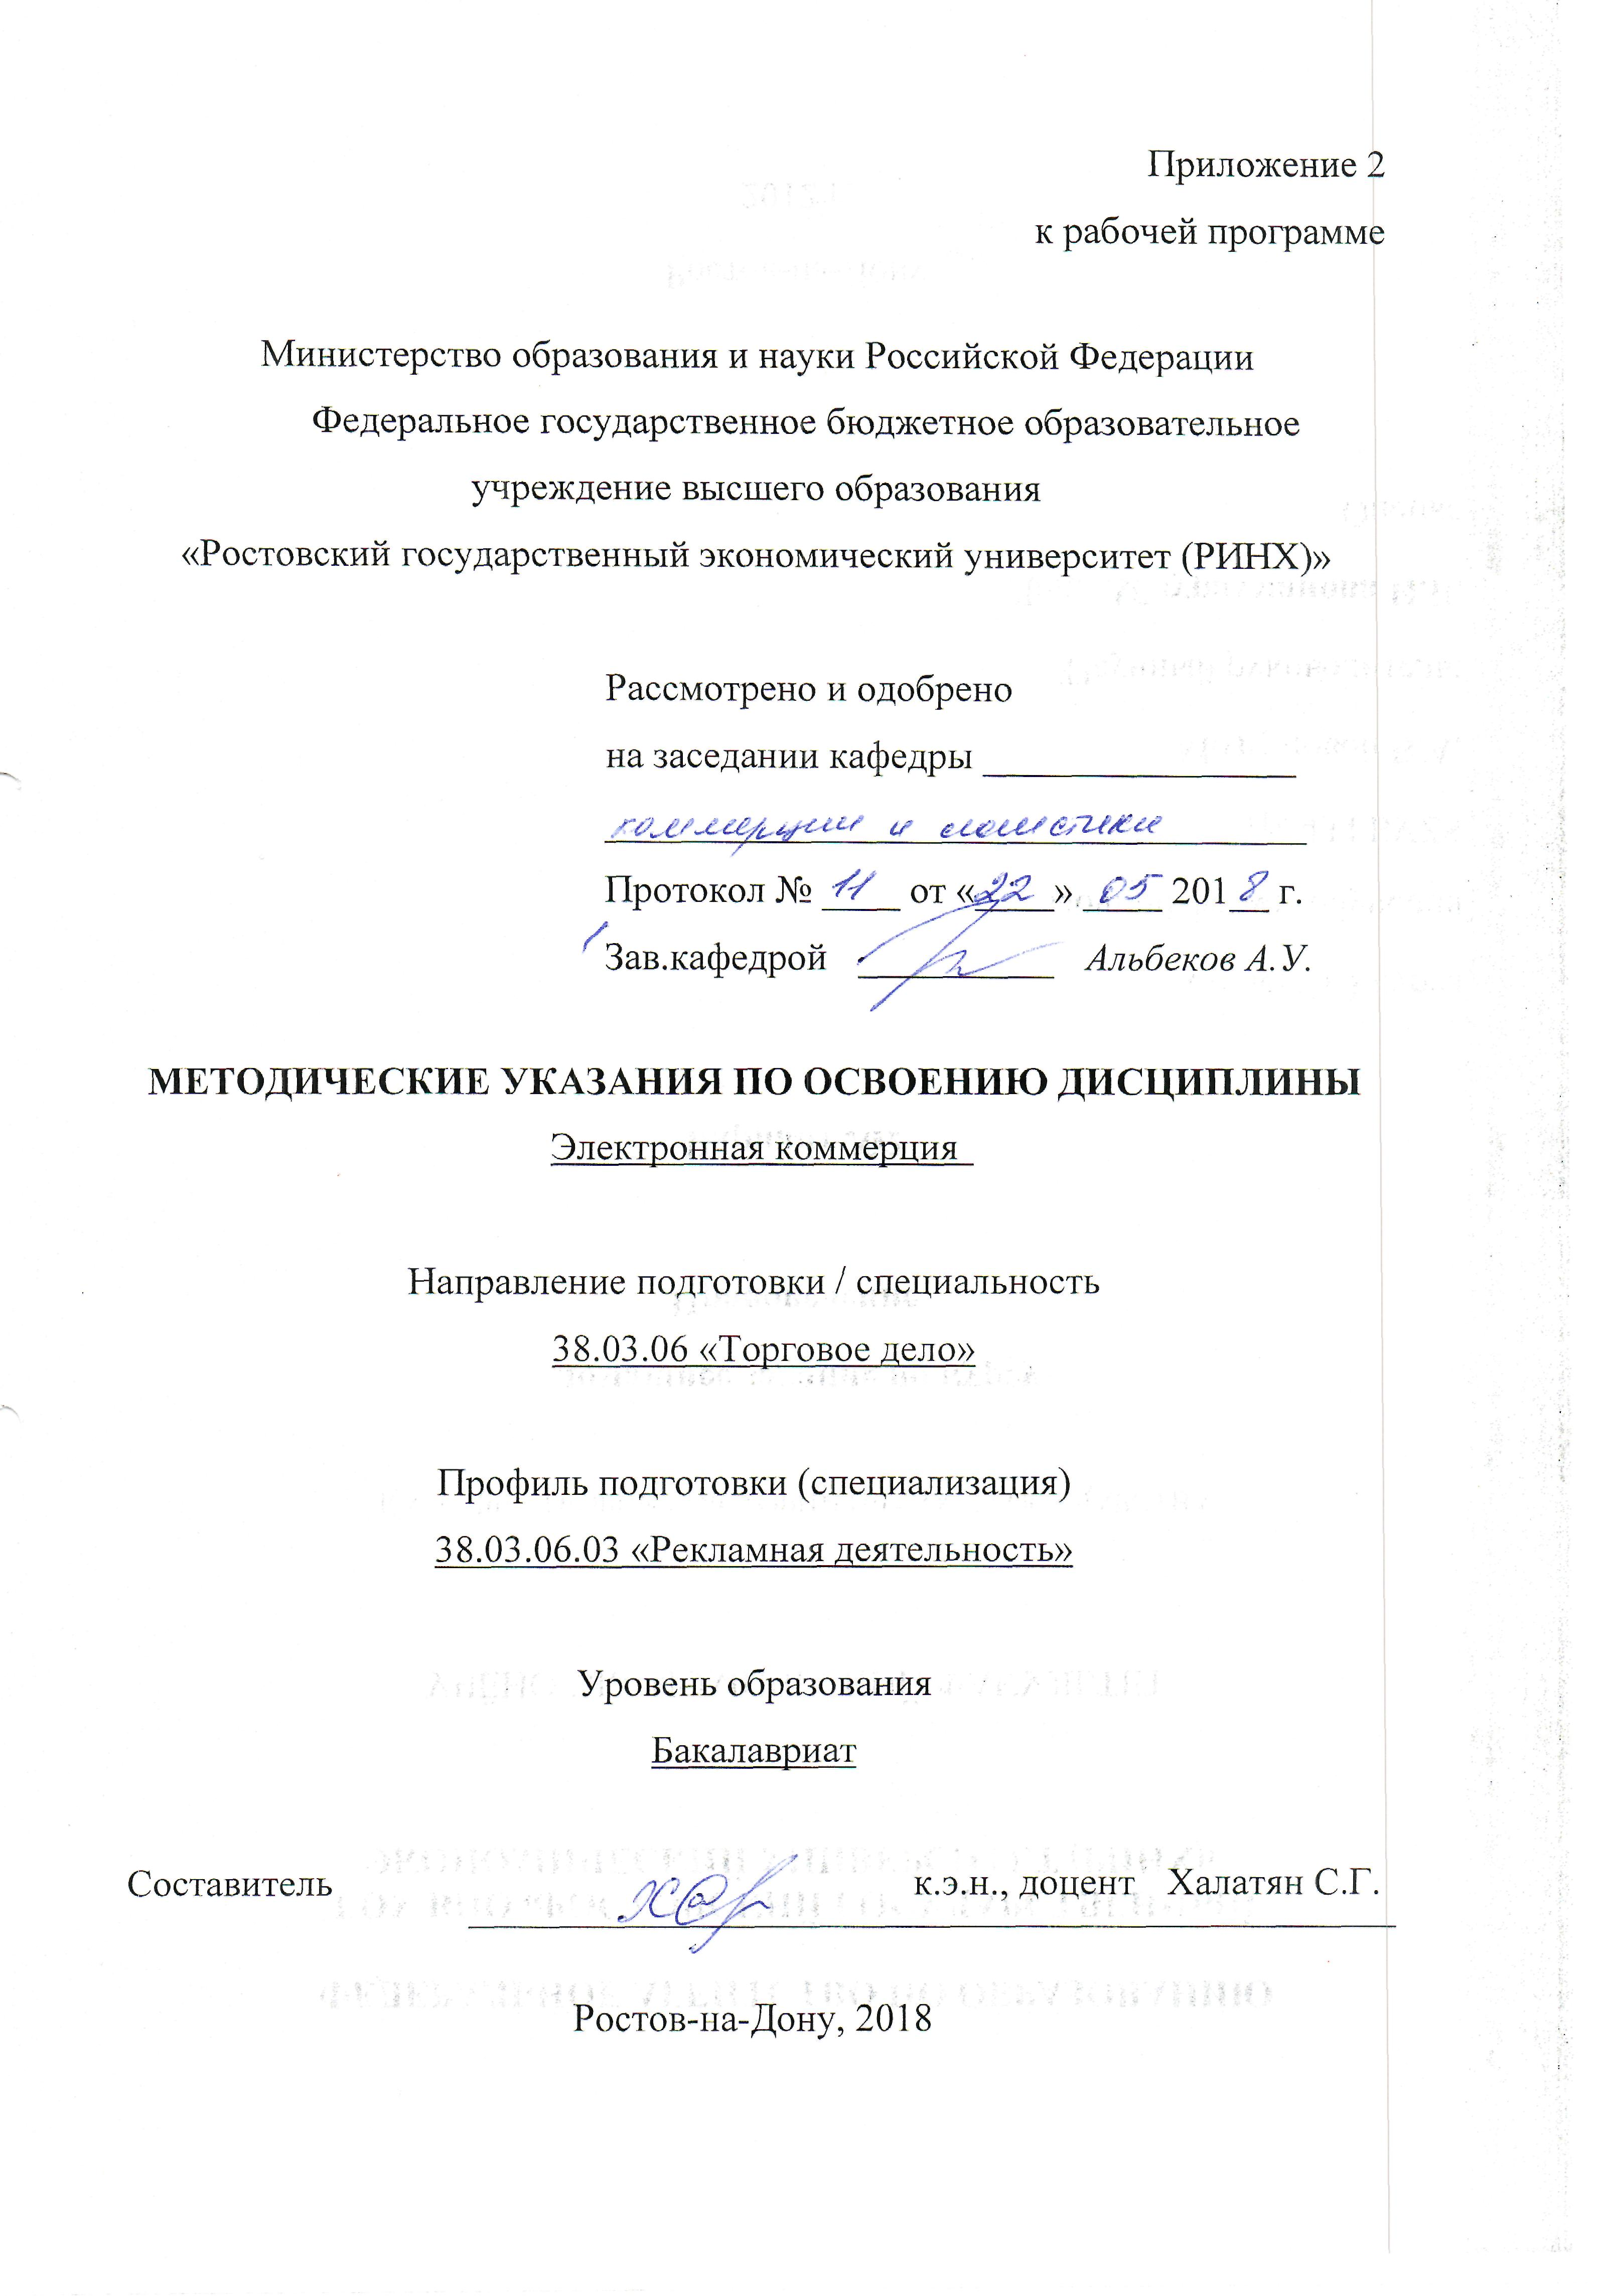 Приложение 2
к рабочей программе
Министерство образования и науки Российской Федерации
Федеральное государственное бюджетное образовательное
учреждение высшего образования
«Ростовский государственный экономический университет (РИНХ)»
Рассмотрено и одобрено
на заседании кафедры
коммерции и логистики
Протокол № 11 от «22» 05 2018 г.
Зав.кафедрой Альбеков А.У.
МЕТОДИЧЕСКИЕ УКАЗАНИЯ ПО ОСВОЕНИЮ ДИСЦИПЛИНЫ
Электронная коммерция
Направление подготовки / специальность
38.03.06 «Торговое дело»
Профиль подготовки (специализация)
38.03.06.03 «Рекламная деятельность»
Уровень образования
Бакалавриат
Составитель к.э.н., доцент Халатян С.Г.
Ростов-на-Дону, 2018